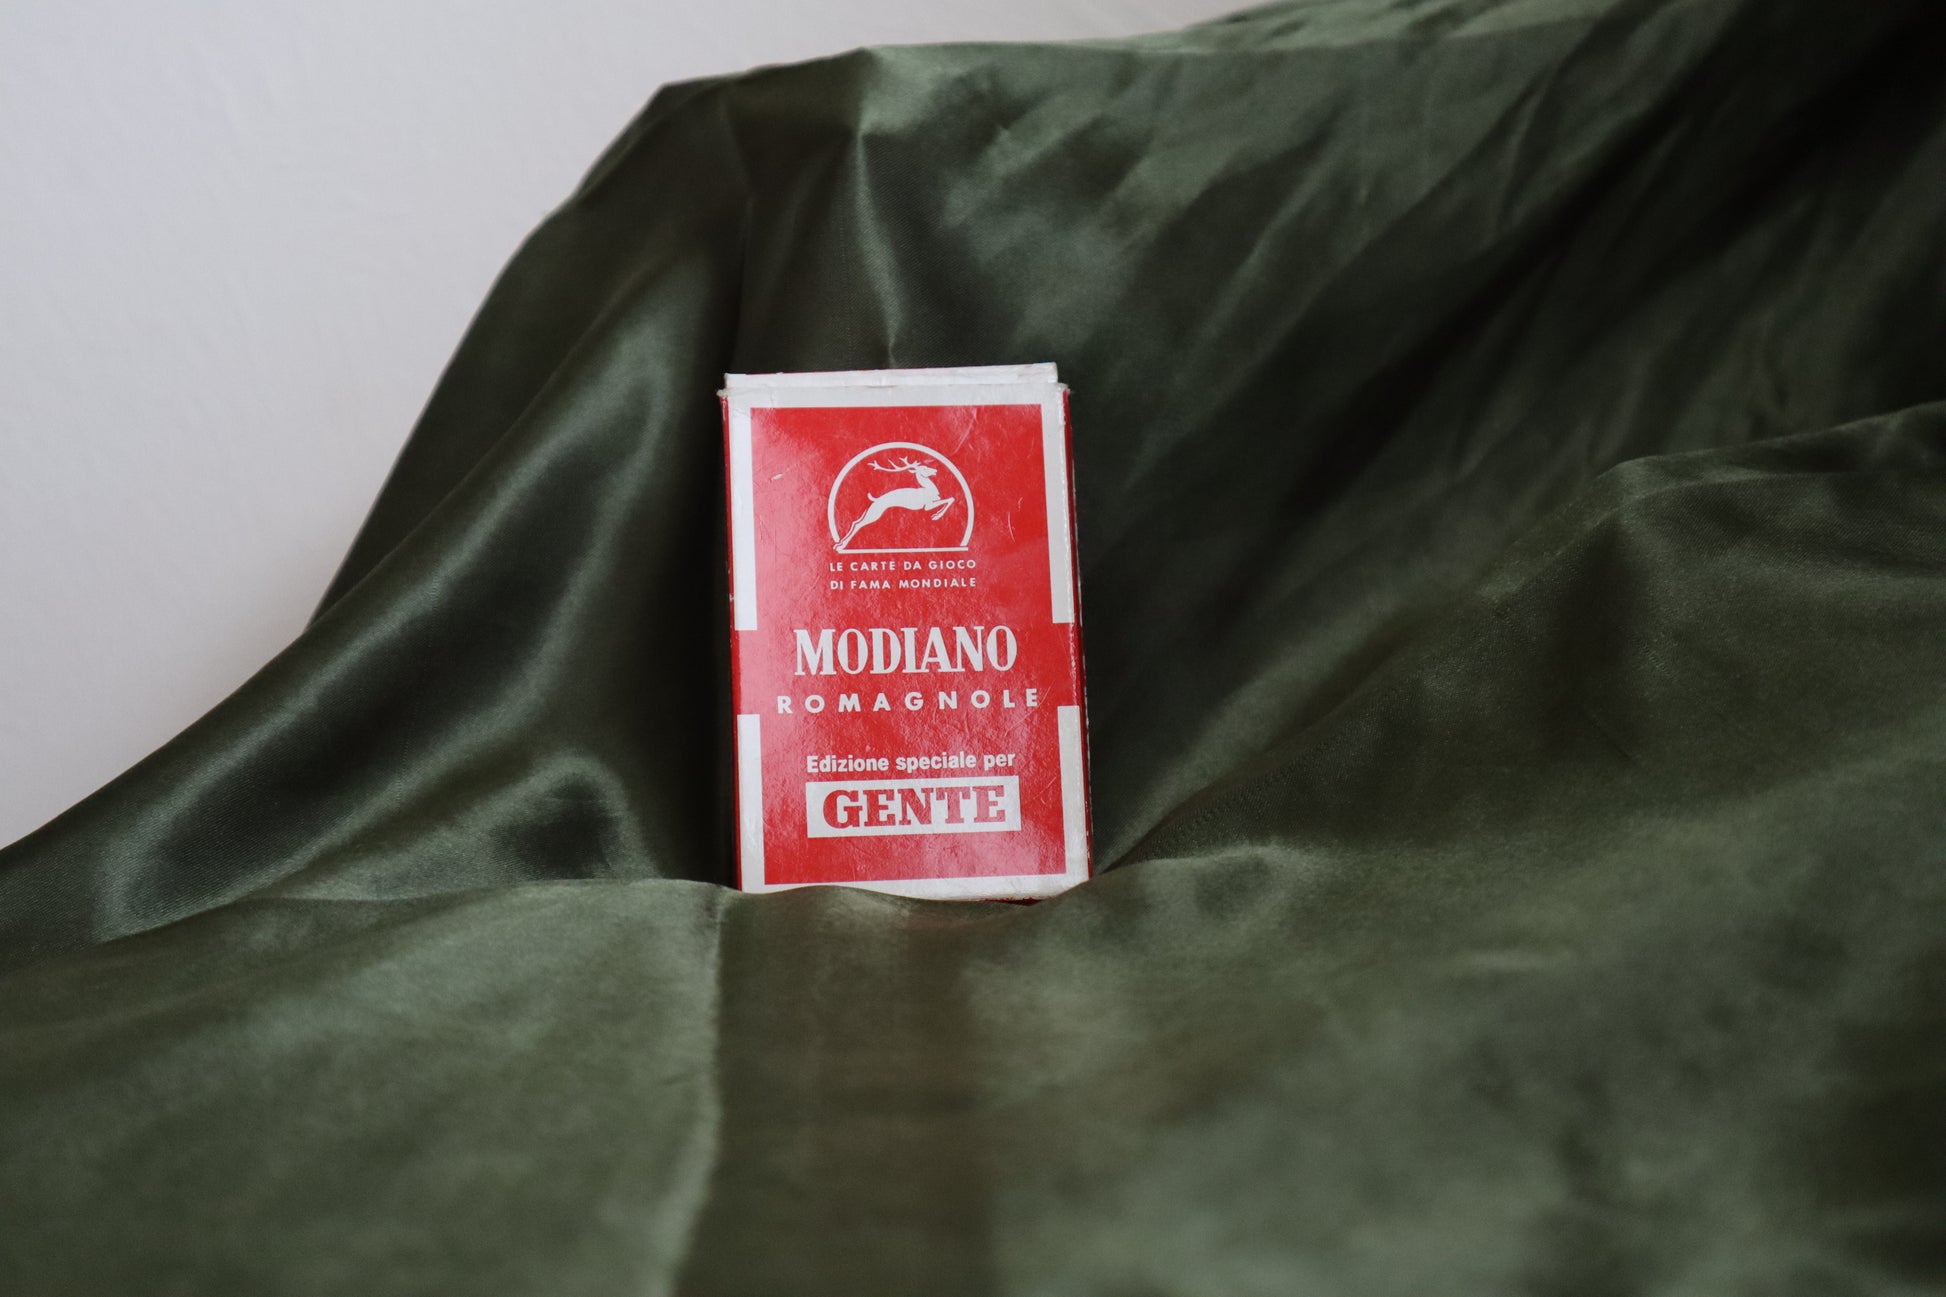 LE CARTE DA GIOCO
DI FAMA MONDIALE
MODIANO
ROMAGNOLE
Edizione speciale per
GENTE